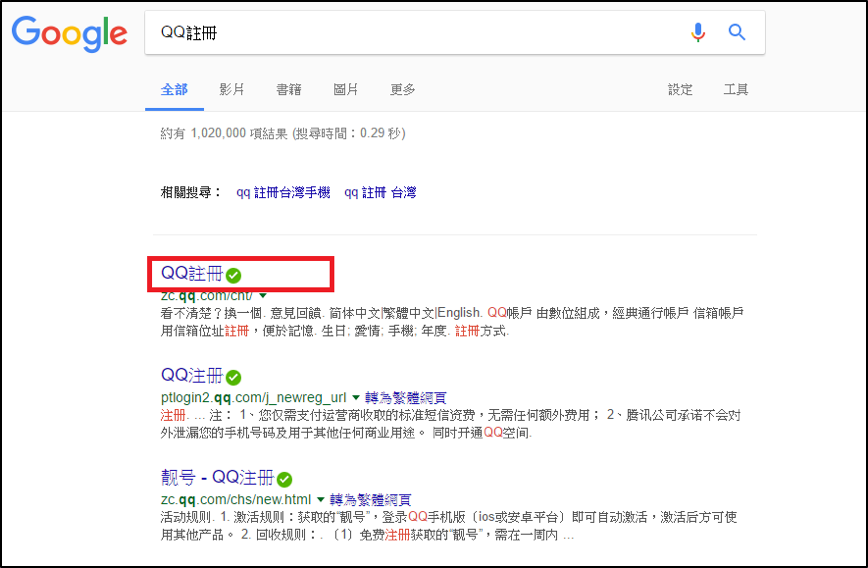 Google
QQ註冊
全部 影片 書籍 圖片 更多 設定 工具
約有 1,020,000 項結果 (搜尋時間：0.29 秒)
相關搜尋： qq 註冊台灣手機 qq 註冊 台灣
QQ註冊
zc.qq.com/cht/
看不清楚？換一個. 意見回饋. 简体中文|繁體中文|English. QQ帳戶 由數位組成，經典通行帳戶 信箱帳戶
用信箱位址註冊，便於記憶. 生日; 愛情; 手機; 年度. 註冊方式.
QQ注册
ptlogin2.qq.com/j_newreg_url 轉為繁體網頁
注册. ... 注： 1、您仅需支付运营商收取的标准短信资费，无需任何额外费用； 2、腾讯公司承诺不会对
外泄漏您的手机号码及用于其他任何商业用途。 同时开通QQ空间.
靓号 - QQ注册
zc.qq.com/chs/new.html 轉為繁體網頁
活动规则. 1. 激活规则：获取的“靓号”，登录QQ手机版（ios或安卓平台）即可自动激活，激活后方可使
用其他产品。 2. 回收规则：. （1）免费注册获取的“靓号”，需在一周内 ...